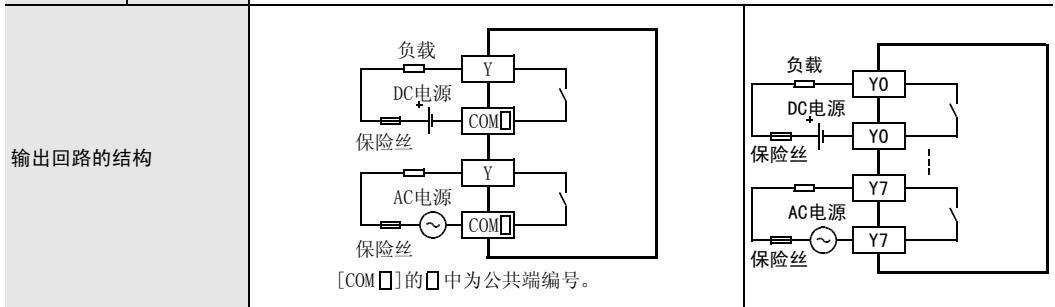 输出回路的结构
负载
Y
DC电源
+
COM□
保险丝
Y
AC电源
COM□
保险丝
[COM□]的□中为公共端编号。
负载
Y0
DC电源
+
Y0
保险丝
Y7
AC电源
Y7
保险丝